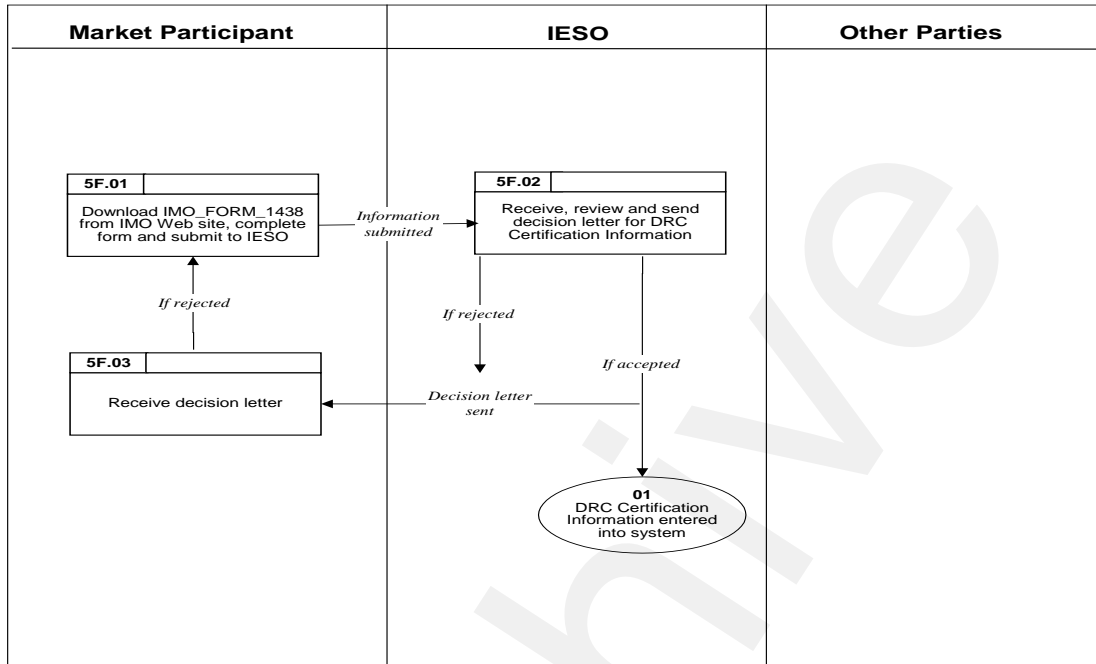 Market Participant
IESO
Other Parties
5F.01
Download IMO_FORM_1438
from IMO Web site, complete
form and submit to IESO
Information
submitted
5F.02
Receive, review and send
decision letter for DRC
Certification Information
If rejected
If rejected
If accepted
5F.03
Receive decision letter
Decision letter
sent
01
DRC Certification
Information entered
into system
hive